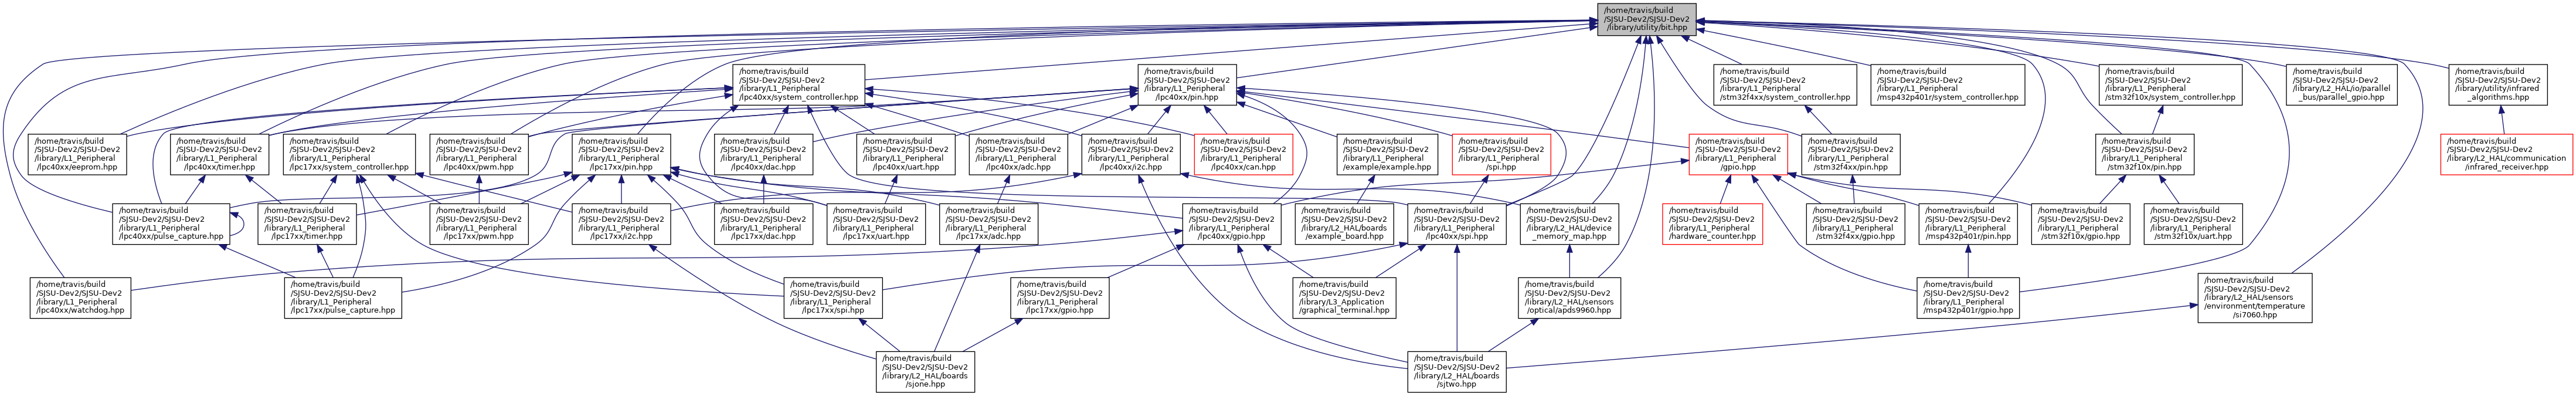 /home/travis/build
/SJSU-Dev2/SJSU-Dev2
/library/utility/bit.hpp
/home/travis/build
/SJSU-Dev2/SJSU-Dev2
/library/L1_Peripheral
/lpc40xx/system_controller.hpp
/home/travis/build
/SJSU-Dev2/SJSU-Dev2
/library/L1_Peripheral
/lpc40xx/pin.hpp
/home/travis/build
/SJSU-Dev2/SJSU-Dev2
/library/L1_Peripheral
/stm32f4xx/system_controller.hpp
/home/travis/build
/SJSU-Dev2/SJSU-Dev2
/library/L1_Peripheral
/msp432p401r/system_controller.hpp
/home/travis/build
/SJSU-Dev2/SJSU-Dev2
/library/L1_Peripheral
/stm32f10x/system_controller.hpp
/home/travis/build
/SJSU-Dev2/SJSU-Dev2
/library/L2_HAL/io/parallel
_bus/parallel_gpio.hpp
/home/travis/build
/SJSU-Dev2/SJSU-Dev2
/library/utility/infrared
_algorithms.hpp
/home/travis/build
/SJSU-Dev2/SJSU-Dev2
/library/L1_Peripheral
/lpc40xx/eeprom.hpp
/home/travis/build
/SJSU-Dev2/SJSU-Dev2
/library/L1_Peripheral
/lpc40xx/timer.hpp
/home/travis/build
/SJSU-Dev2/SJSU-Dev2
/library/L1_Peripheral
/lpc17xx/system_controller.hpp
/home/travis/build
/SJSU-Dev2/SJSU-Dev2
/library/L1_Peripheral
/lpc40xx/pwm.hpp
/home/travis/build
/SJSU-Dev2/SJSU-Dev2
/library/L1_Peripheral
/lpc17xx/pin.hpp
/home/travis/build
/SJSU-Dev2/SJSU-Dev2
/library/L1_Peripheral
/lpc40xx/dac.hpp
/home/travis/build
/SJSU-Dev2/SJSU-Dev2
/library/L1_Peripheral
/lpc40xx/uart.hpp
/home/travis/build
/SJSU-Dev2/SJSU-Dev2
/library/L1_Peripheral
/lpc40xx/adc.hpp
/home/travis/build
/SJSU-Dev2/SJSU-Dev2
/library/L1_Peripheral
/lpc40xx/i2c.hpp
/home/travis/build
/SJSU-Dev2/SJSU-Dev2
/library/L1_Peripheral
/lpc40xx/can.hpp
/home/travis/build
/SJSU-Dev2/SJSU-Dev2
/library/L1_Peripheral
/example/example.hpp
/home/travis/build
/SJSU-Dev2/SJSU-Dev2
/library/L1_Peripheral
/spi.hpp
/home/travis/build
/SJSU-Dev2/SJSU-Dev2
/library/L1_Peripheral
/gpio.hpp
/home/travis/build
/SJSU-Dev2/SJSU-Dev2
/library/L1_Peripheral
/stm32f4xx/pin.hpp
/home/travis/build
/SJSU-Dev2/SJSU-Dev2
/library/L1_Peripheral
/stm32f10x/pin.hpp
/home/travis/build
/SJSU-Dev2/SJSU-Dev2
/library/L2_HAL/communication
/infrared_receiver.hpp
/home/travis/build
/SJSU-Dev2/SJSU-Dev2
/library/L1_Peripheral
/lpc40xx/pulse_capture.hpp
/home/travis/build
/SJSU-Dev2/SJSU-Dev2
/library/L1_Peripheral
/lpc17xx/timer.hpp
/home/travis/build
/SJSU-Dev2/SJSU-Dev2
/library/L1_Peripheral
/lpc17xx/pwm.hpp
/home/travis/build
/SJSU-Dev2/SJSU-Dev2
/library/L1_Peripheral
/lpc17xx/i2c.hpp
/home/travis/build
/SJSU-Dev2/SJSU-Dev2
/library/L1_Peripheral
/lpc17xx/dac.hpp
/home/travis/build
/SJSU-Dev2/SJSU-Dev2
/library/L1_Peripheral
/lpc17xx/uart.hpp
/home/travis/build
/SJSU-Dev2/SJSU-Dev2
/library/L1_Peripheral
/lpc17xx/adc.hpp
/home/travis/build
/SJSU-Dev2/SJSU-Dev2
/library/L1_Peripheral
/lpc40xx/gpio.hpp
/home/travis/build
/SJSU-Dev2/SJSU-Dev2
/library/L2_HAL/boards
/example_board.hpp
/home/travis/build
/SJSU-Dev2/SJSU-Dev2
/library/L1_Peripheral
/lpc40xx/spi.hpp
/home/travis/build
/SJSU-Dev2/SJSU-Dev2
/library/L2_HAL/device
_memory_map.hpp
/home/travis/build
/SJSU-Dev2/SJSU-Dev2
/library/L1_Peripheral
/hardware_counter.hpp
/home/travis/build
/SJSU-Dev2/SJSU-Dev2
/library/L1_Peripheral
/stm32f4xx/gpio.hpp
/home/travis/build
/SJSU-Dev2/SJSU-Dev2
/library/L1_Peripheral
/msp432p401r/pin.hpp
/home/travis/build
/SJSU-Dev2/SJSU-Dev2
/library/L1_Peripheral
/stm32f10x/gpio.hpp
/home/travis/build
/SJSU-Dev2/SJSU-Dev2
/library/L1_Peripheral
/stm32f10x/uart.hpp
/home/travis/build
/SJSU-Dev2/SJSU-Dev2
/library/L1_Peripheral
/lpc40xx/watchdog.hpp
/home/travis/build
/SJSU-Dev2/SJSU-Dev2
/library/L1_Peripheral
/lpc17xx/pulse_capture.hpp
/home/travis/build
/SJSU-Dev2/SJSU-Dev2
/library/L1_Peripheral
/lpc17xx/spi.hpp
/home/travis/build
/SJSU-Dev2/SJSU-Dev2
/library/L1_Peripheral
/lpc17xx/gpio.hpp
/home/travis/build
/SJSU-Dev2/SJSU-Dev2
/library/L3_Application
/graphical_terminal.hpp
/home/travis/build
/SJSU-Dev2/SJSU-Dev2
/library/L2_HAL/sensors
/optical/apds9960.hpp
/home/travis/build
/SJSU-Dev2/SJSU-Dev2
/library/L1_Peripheral
/msp432p401r/gpio.hpp
/home/travis/build
/SJSU-Dev2/SJSU-Dev2
/library/L2_HAL/sensors
/environment/temperature
/si7060.hpp
/home/travis/build
/SJSU-Dev2/SJSU-Dev2
/library/L2_HAL/boards
/sjone.hpp
/home/travis/build
/SJSU-Dev2/SJSU-Dev2
/library/L2_HAL/boards
/sjtwo.hpp